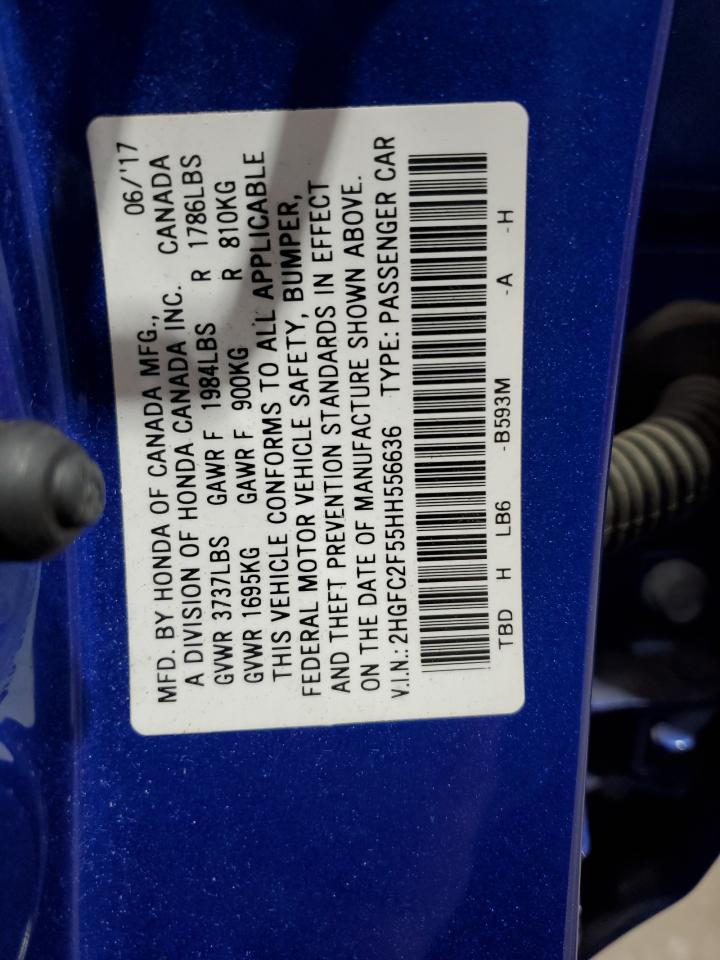 06/'17
MFD. BY HONDA OF CANADA MFG.,
A DIVISION OF HONDA CANADA INC. CANADA
GVWR 3737LBS GAWR F 1984LBS R 1786LBS
GVWR 1695KG GAWR F 900KG R 810KG
THIS VEHICLE CONFORMS TO ALL APPLICABLE
FEDERAL MOTOR VEHICLE SAFETY, BUMPER,
AND THEFT PREVENTION STANDARDS IN EFFECT
ON THE DATE OF MANUFACTURE SHOWN ABOVE.
V.I.N.: 2HGFC2F55HH556636 TYPE: PASSENGER CAR
TBD H LB6 -B593M -A -H